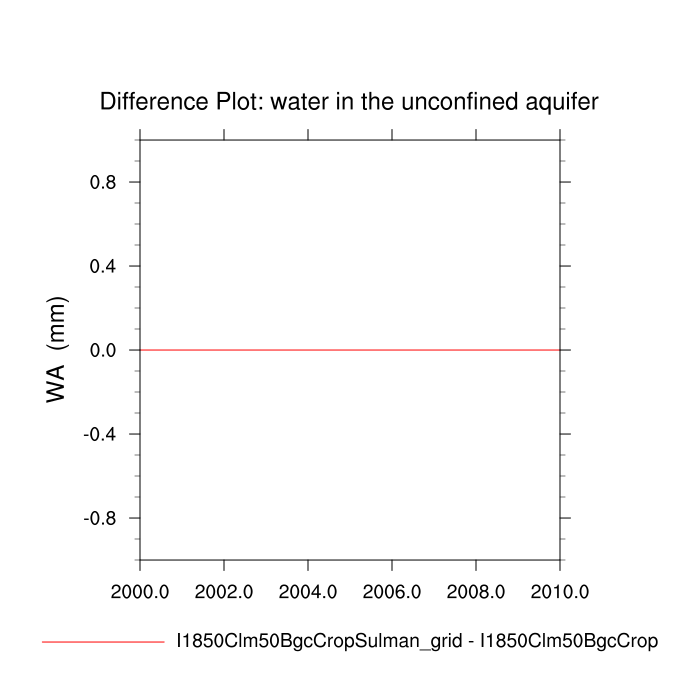 Difference Plot: water in the unconfined aquifer
WA (mm)
0.8
0.4
0.0
-0.4
-0.8
2000.0 2002.0 2004.0 2006.0 2008.0 2010.0
I1850Clm50BgcCropSulman_grid - I1850Clm50BgcCrop